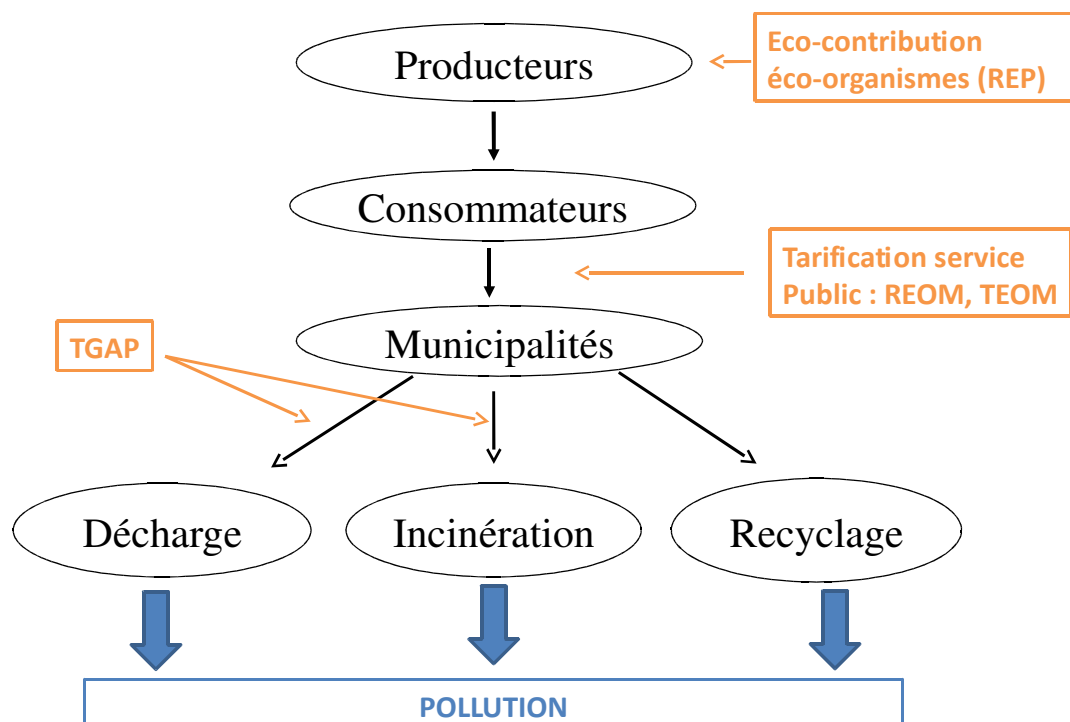 Producteurs
Eco-contribution
éco-organismes (REP)
Consommateurs
Tarification service
Public : REOM, TEOM
Municipalités
TGAP
Décharge
Incinération
Recyclage
POLLUTION